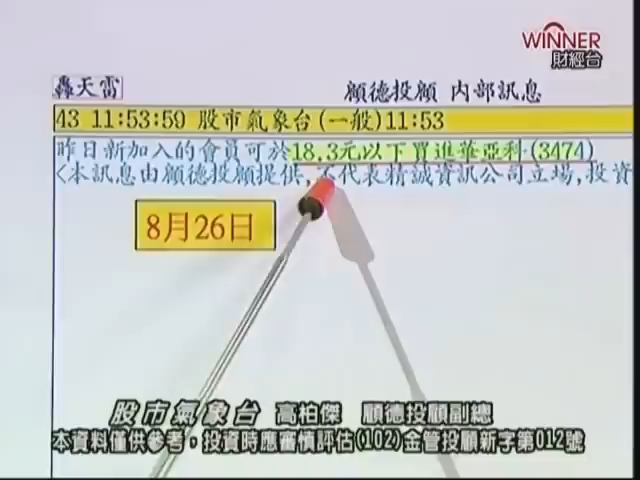 WINNER
財經台
轟天雷 顧德投顧 內部訊息
43 11:53:59 股市氣象台(一般)11:53
昨日新加入的會員可於18.3元以下買進華亞科(3474)
<本訊息由顧德投顧提供,不代表精誠資訊公司立場,投資
8月26日
股市氣象台 高柏傑 顧德投顧副總
本資料僅供參考，投資時應審慎評估(102)金管投顧新字第012號